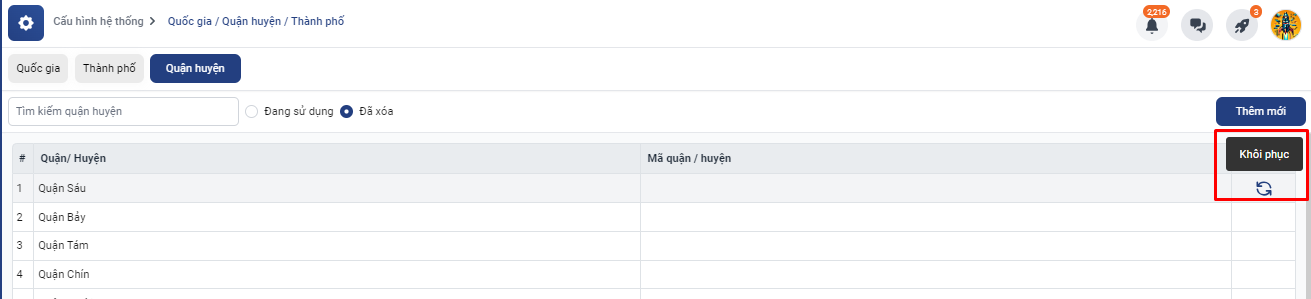 Cấu hình hệ thống > Quốc gia / Quận huyện / Thành phố
2,216
3
Quốc gia
Thành phố
Quận huyện
Tìm kiếm quận huyện
Đang sử dụng
Đã xóa
Thêm mới
# Quận/ Huyện Mã quận / huyện
Khôi phục
1 Quận Sáu
2 Quận Bảy
3 Quận Tám
4 Quận Chín